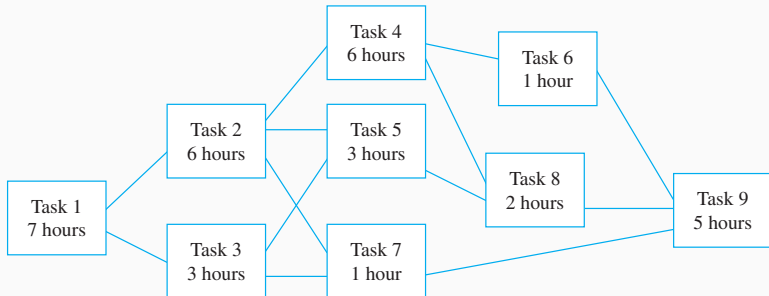 Task 4
6 hours
Task 6
1 hour
Task 2
6 hours
Task 5
3 hours
Task 8
2 hours
Task 9
5 hours
Task 1
7 hours
Task 3
3 hours
Task 7
1 hour